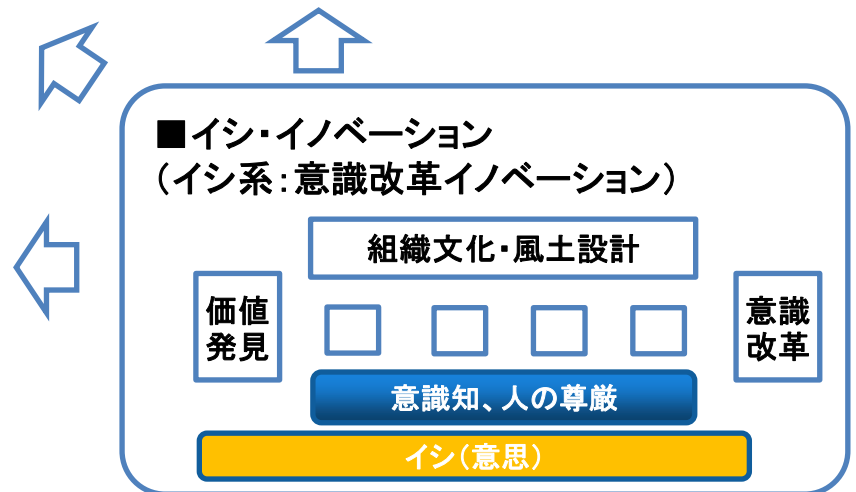 ■イシ・イノベーション
(イシ系:意識改革イノベーション)
組織文化・風土設計
価値
発見
意識
改革
意識知、人の尊厳
イシ(意思)